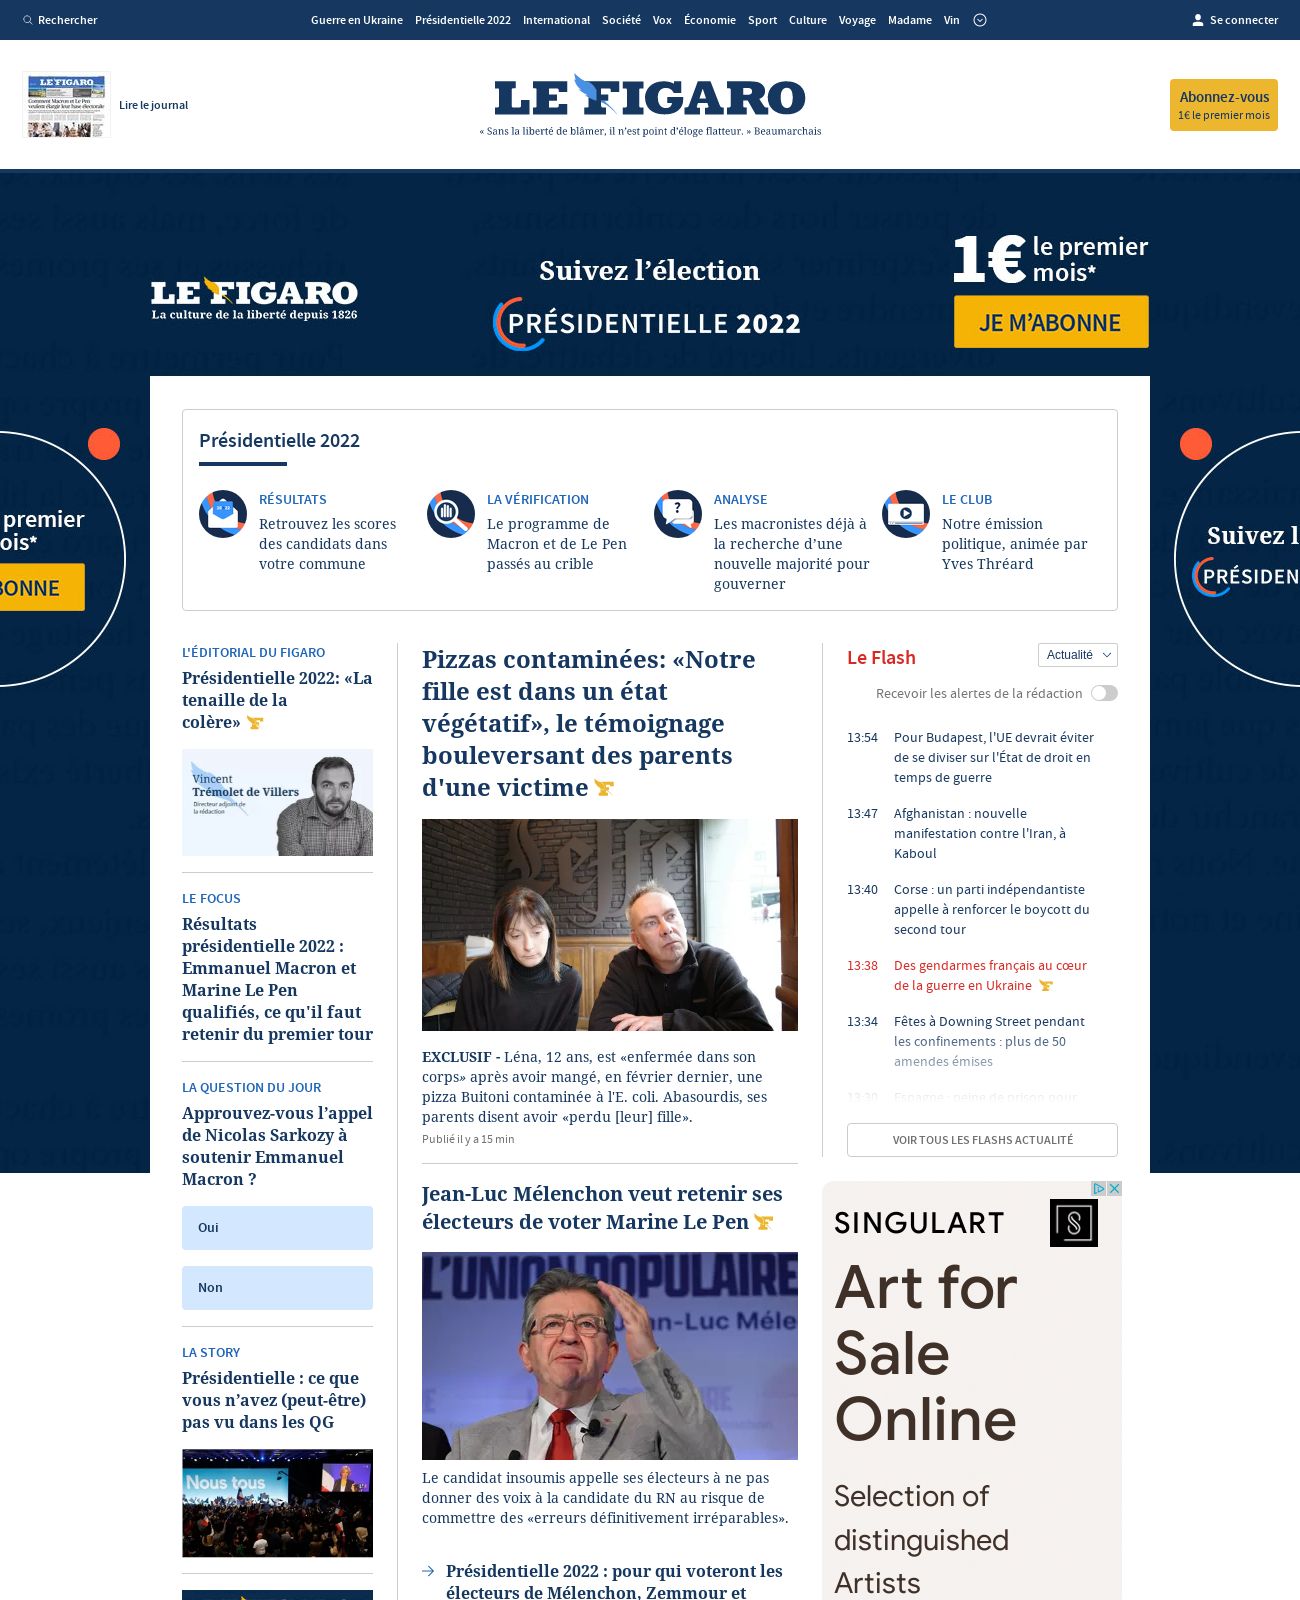 Rechercher
Guerre en Ukraine Présidentielle 2022 International Société Vox Économie Sport Culture Voyage Madame Vin
Se connecter
LE FIGARO
Lire le journal
LE FIGARO
« Sans la liberté de blâmer, il n'est point d'éloge flatteur. » Beaumarchais
Abonnez-vous
1€ le premier mois
LE FIGARO
La culture de la liberté depuis 1826
Suivez l'élection
PRÉSIDENTIELLE 2022
1€ le premier
mois*
JE M'ABONNE
premier
ois*
BONNE
Suivez l
PRÉSIDEN
Présidentielle 2022
RÉSULTATS
Retrouvez les scores
des candidats dans
votre commune
LA VÉRIFICATION
Le programme de
Macron et de Le Pen
passés au crible
ANALYSE
Les macronistes déjà à
la recherche d'une
nouvelle majorité pour
gouverner
LE CLUB
Notre émission
politique, animée par
Yves Thréard
L'ÉDITORIAL DU FIGARO
Présidentielle 2022: «La
tenaille de la
colère»
Vincent
Trémolet de Villers
Directeur adjoint de
la rédaction
LE FOCUS
Résultats
présidentielle 2022 :
Emmanuel Macron et
Marine Le Pen
qualifiés, ce qu'il faut
retenir du premier tour
LA QUESTION DU JOUR
Approuvez-vous l'appel
de Nicolas Sarkozy à
soutenir Emmanuel
Macron ?
Oui
Non
LA STORY
Présidentielle : ce que
vous n'avez (peut-être)
pas vu dans les QG
Nous tous
Pizzas contaminées: «Notre
fille est dans un état
végétatif», le témoignage
bouleversant des parents
d'une victime
Leffe
EXCLUSIF - Léna, 12 ans, est «enfermée dans son
corps» après avoir mangé, en février dernier, une
pizza Buitoni contaminée à l'E. coli. Abasourdis, ses
parents disent avoir «perdu [leur] fille».
Publié il y a 15 min
Jean-Luc Mélenchon veut retenir ses
électeurs de voter Marine Le Pen
L'UNION POPULAIRE
Jean-Luc Méle
Le candidat insoumis appelle ses électeurs à ne pas
donner des voix à la candidate du RN au risque de
commettre des «erreurs définitivement irréparables».
Présidentielle 2022 : pour qui voteront les
électeurs de Mélenchon, Zemmour et
Le Flash
Actualité
Recevoir les alertes de la rédaction
13:54 Pour Budapest, l'UE devrait éviter
de se diviser sur l'État de droit en
temps de guerre
13:47 Afghanistan : nouvelle
manifestation contre l'Iran, à
Kaboul
13:40 Corse : un parti indépendantiste
appelle à renforcer le boycott du
second tour
13:38 Des gendarmes français au cœur
de la guerre en Ukraine
13:34 Fêtes à Downing Street pendant
les confinements : plus de 50
amendes émises
13:30 Espagne : peine de prison pour
VOIR TOUS LES FLASHS ACTUALITÉ
SINGULART
Art for
Sale
Online
Selection of
distinguished
Artists